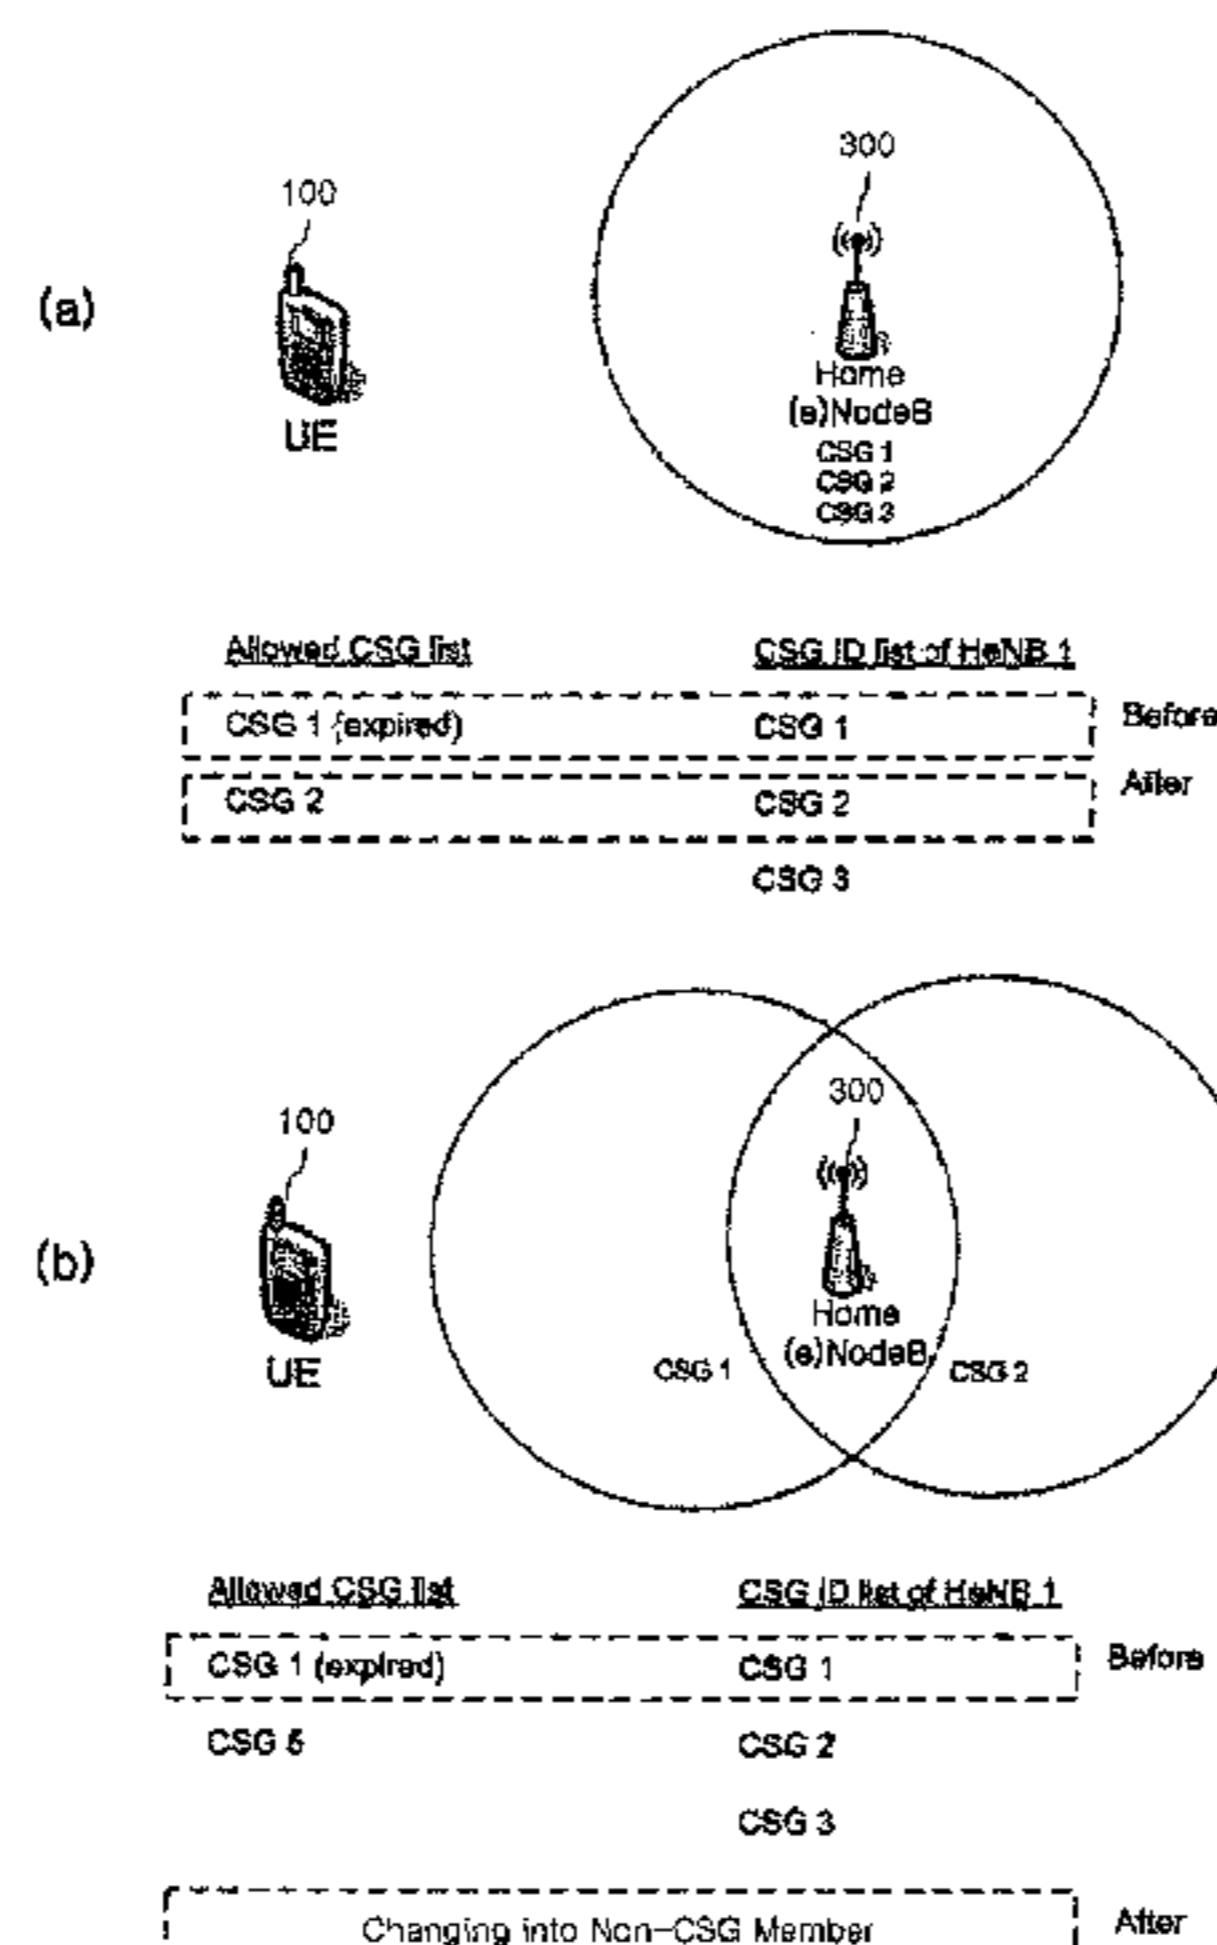 300
100
(a)
Home
(e)NodeB
UE
CSG 1
CSG 2
CSG 3
Allowed CSG list
CSG ID list of HeNB 1
CSG 1 (expired)
CSG 1
Before
CSG 2
CSG 2
After
CSG 3
300
100
(b)
Home
(e)NodeB
UE
CSG 1
CSG 2
Allowed CSG list
CSG ID list of HeNB 1
CSG 1 (expired)
CSG 1
Before
CSG 5
CSG 2
CSG 3
Changing into Non-CSG Member
After